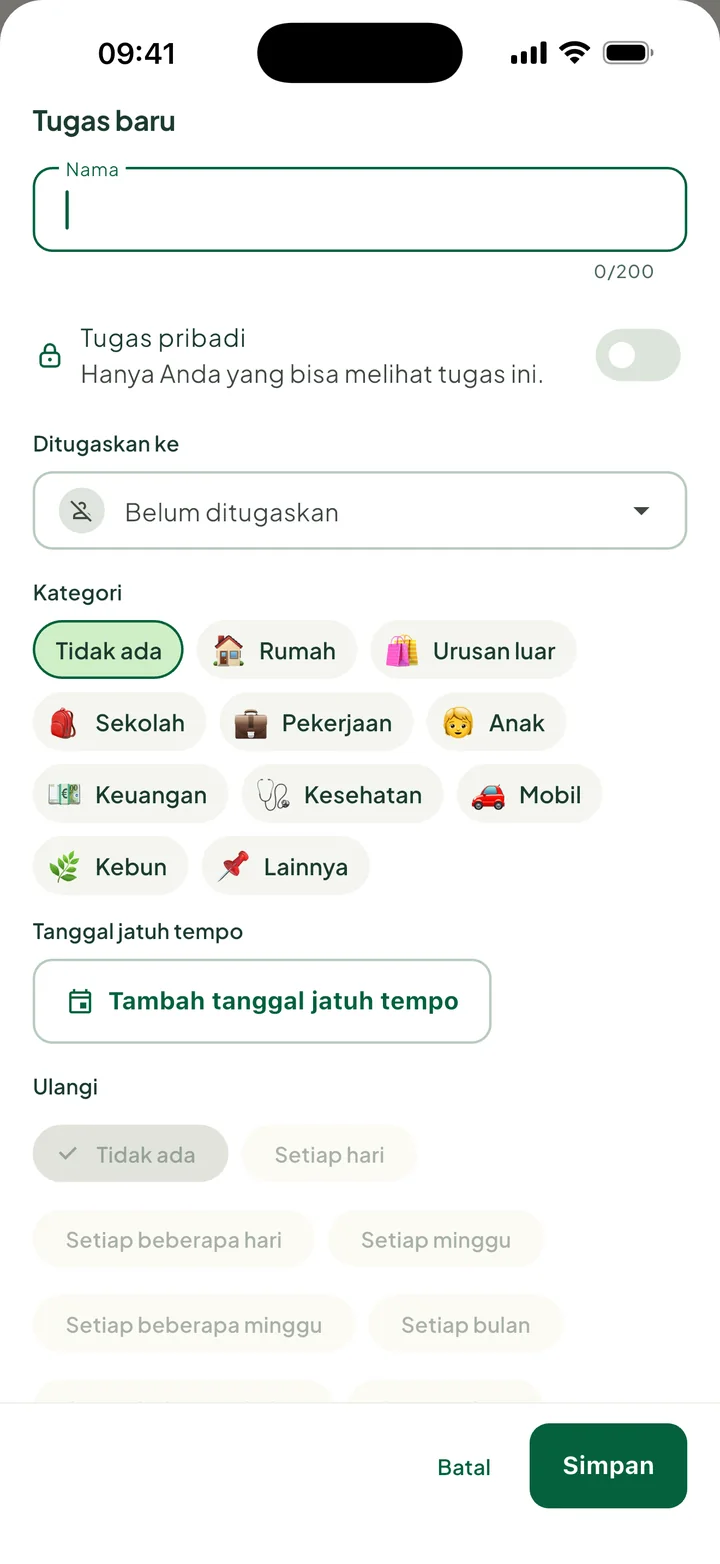 09:41
Tugas baru
Nama
0/200
Tugas pribadi
Hanya Anda yang bisa melihat tugas ini.
Ditugaskan ke
Belum ditugaskan
Kategori
Tidak ada
Rumah
Urusan luar
Sekolah
Pekerjaan
Anak
Keuangan
Kesehatan
Mobil
Kebun
Lainnya
Tanggal jatuh tempo
Tambah tanggal jatuh tempo
Ulangi
Tidak ada
Setiap hari
Setiap beberapa hari
Setiap minggu
Setiap beberapa minggu
Setiap bulan
Batal
Simpan